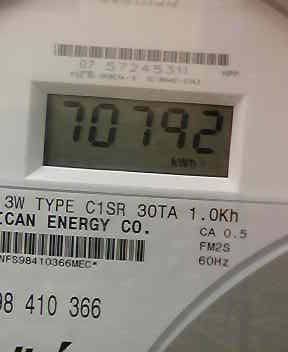 07 57245311
70792
kWh
3W TYPE C1SR 30TA 1.0Kh
ICAN ENERGY CO.
CA 0.5
FM2S
60Hz
NFS98410366MEC*
98 410 366